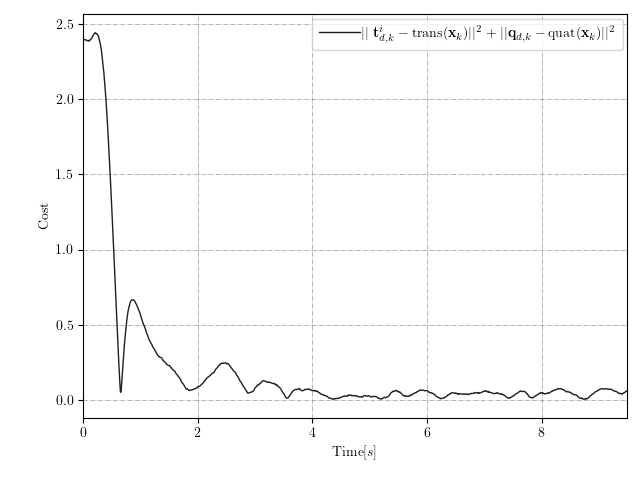 || t^i_{d,k} − trans(x_k)||² + ||q_{d,k} − quat(x_k)||²
2.5
2.0
1.5
1.0
0.5
0.0
Cost
0 2 4 6 8
Time[s]